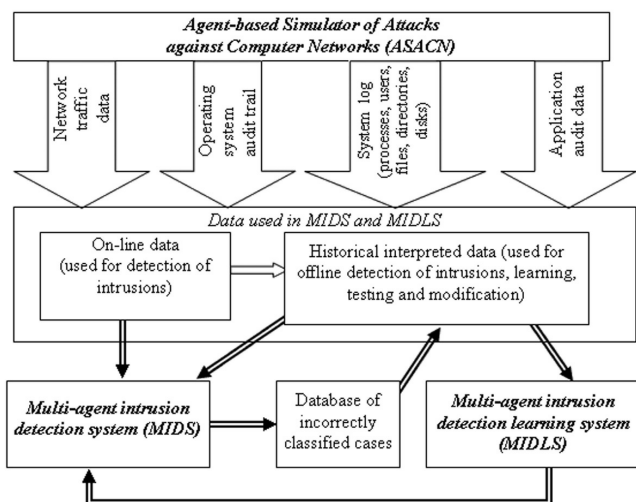 Agent-based Simulator of Attacks
against Computer Networks (ASACN)
Network
traffic
data
Operating
system
audit trail
System log
(processes, users,
files, directories,
disks)
Application
audit data
Data used in MIDS and MIDLS
On-line data
(used for detection of
intrusions)
Historical interpreted data (used for
offline detection of intrusions, learning,
testing and modification)
Multi-agent intrusion
detection system (MIDS)
Database of
incorrectly
classified cases
Multi-agent intrusion
detection learning system
(MIDLS)